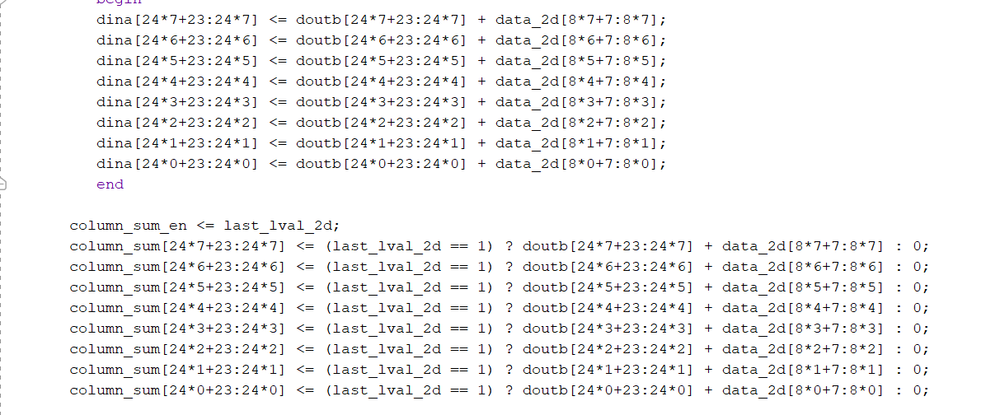 begin
dina[24*7+23:24*7] <= doutb[24*7+23:24*7] + data_2d[8*7+7:8*7];
dina[24*6+23:24*6] <= doutb[24*6+23:24*6] + data_2d[8*6+7:8*6];
dina[24*5+23:24*5] <= doutb[24*5+23:24*5] + data_2d[8*5+7:8*5];
dina[24*4+23:24*4] <= doutb[24*4+23:24*4] + data_2d[8*4+7:8*4];
dina[24*3+23:24*3] <= doutb[24*3+23:24*3] + data_2d[8*3+7:8*3];
dina[24*2+23:24*2] <= doutb[24*2+23:24*2] + data_2d[8*2+7:8*2];
dina[24*1+23:24*1] <= doutb[24*1+23:24*1] + data_2d[8*1+7:8*1];
dina[24*0+23:24*0] <= doutb[24*0+23:24*0] + data_2d[8*0+7:8*0];
end
column_sum_en <= last_lval_2d;
column_sum[24*7+23:24*7] <= (last_lval_2d == 1) ? doutb[24*7+23:24*7] + data_2d[8*7+7:8*7] : 0;
column_sum[24*6+23:24*6] <= (last_lval_2d == 1) ? doutb[24*6+23:24*6] + data_2d[8*6+7:8*6] : 0;
column_sum[24*5+23:24*5] <= (last_lval_2d == 1) ? doutb[24*5+23:24*5] + data_2d[8*5+7:8*5] : 0;
column_sum[24*4+23:24*4] <= (last_lval_2d == 1) ? doutb[24*4+23:24*4] + data_2d[8*4+7:8*4] : 0;
column_sum[24*3+23:24*3] <= (last_lval_2d == 1) ? doutb[24*3+23:24*3] + data_2d[8*3+7:8*3] : 0;
column_sum[24*2+23:24*2] <= (last_lval_2d == 1) ? doutb[24*2+23:24*2] + data_2d[8*2+7:8*2] : 0;
column_sum[24*1+23:24*1] <= (last_lval_2d == 1) ? doutb[24*1+23:24*1] + data_2d[8*1+7:8*1] : 0;
column_sum[24*0+23:24*0] <= (last_lval_2d == 1) ? doutb[24*0+23:24*0] + data_2d[8*0+7:8*0] : 0;